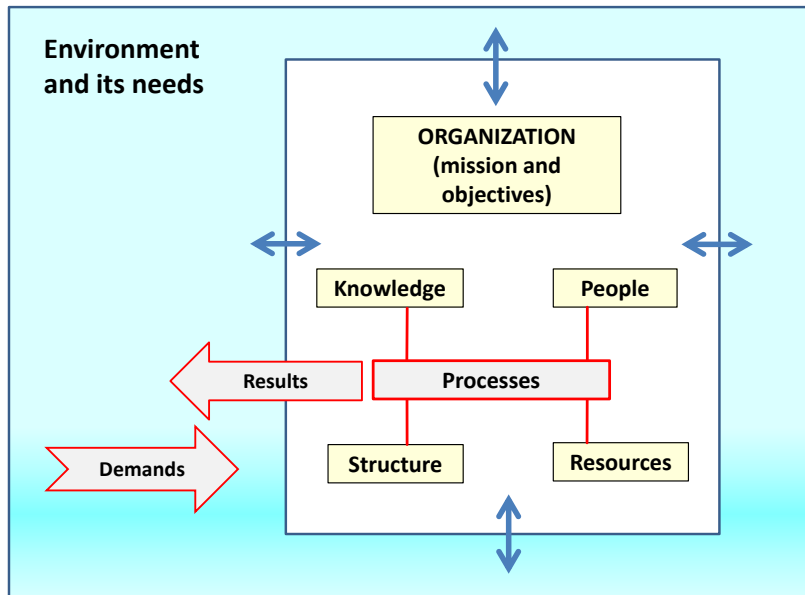 Environment
and its needs
ORGANIZATION
(mission and
objectives)
Knowledge
People
Results
Processes
Demands
Structure
Resources